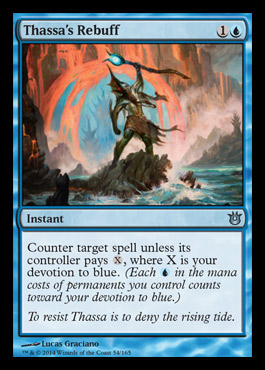 Thassa's Rebuff 1
Instant
Counter target spell unless its
controller pays X, where X is your
devotion to blue. (Each in the mana
costs of permanents you control counts
toward your devotion to blue.)
To resist Thassa is to deny the rising tide.
Lucas Graciano
™ & © 2014 Wizards of the Coast 54/165